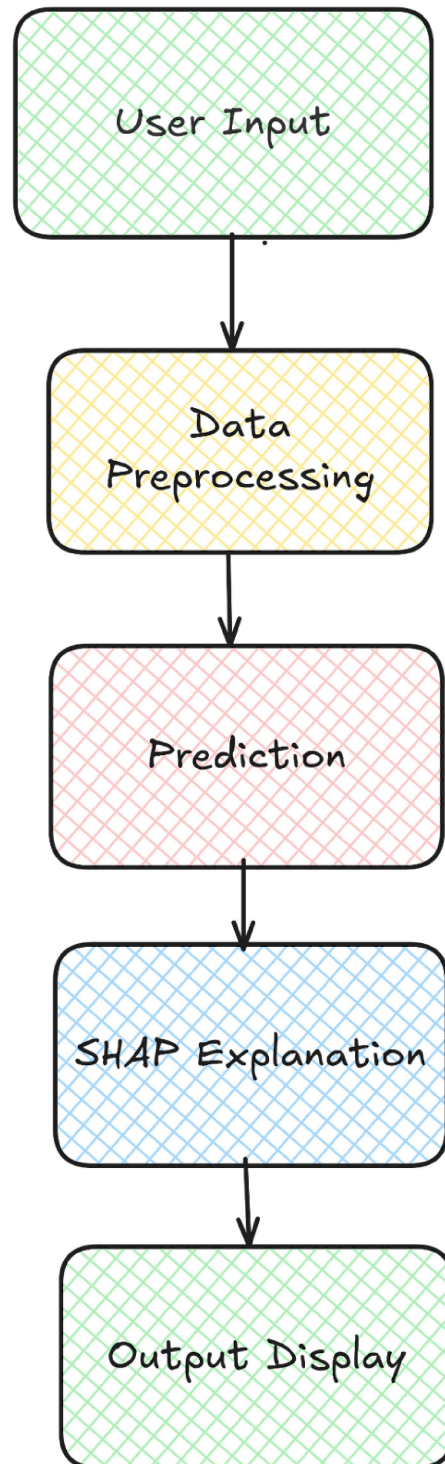 User Input
Data
Preprocessing
Prediction
SHAP Explanation
Output Display